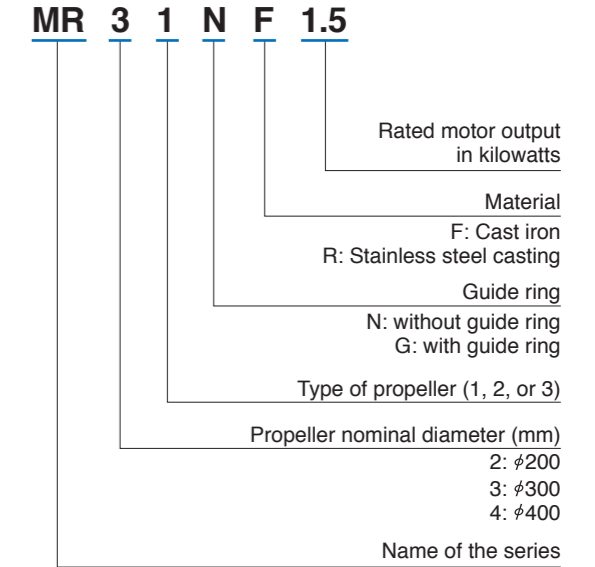 MR 3 1 N F 1.5
Rated motor output
in kilowatts
Material
F: Cast iron
R: Stainless steel casting
Guide ring
N: without guide ring
G: with guide ring
Type of propeller (1, 2, or 3)
Propeller nominal diameter (mm)
2: ϕ200
3: ϕ300
4: ϕ400
Name of the series